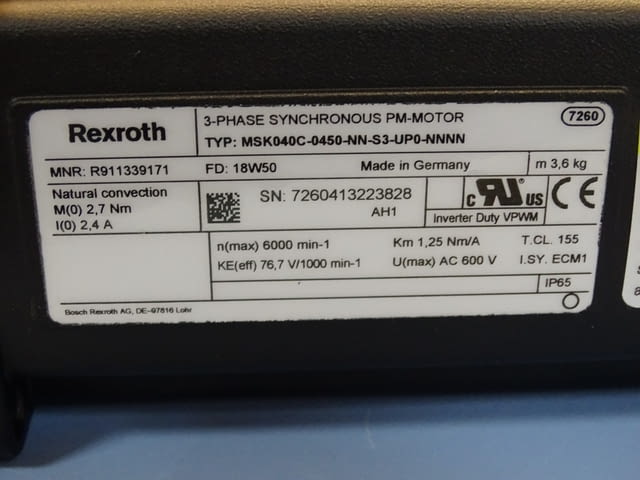 Rexroth
3-PHASE SYNCHRONOUS PM-MOTOR
7260
TYP: MSK040C-0450-NN-S3-UP0-NNNN
MNR: R911339171
FD: 18W50
Made in Germany
m 3,6 kg
Natural convection
M(0) 2,7 Nm
I(0) 2,4 A
SN: 7260413223828
AH1
c RU US
CE
Inverter Duty VPWM
n(max) 6000 min-1
Km 1,25 Nm/A
T.CL. 155
KE(eff) 76,7 V/1000 min-1
U(max) AC 600 V
I.SY. ECM1
IP65
Bosch Rexroth AG, DE-97816 Lohr